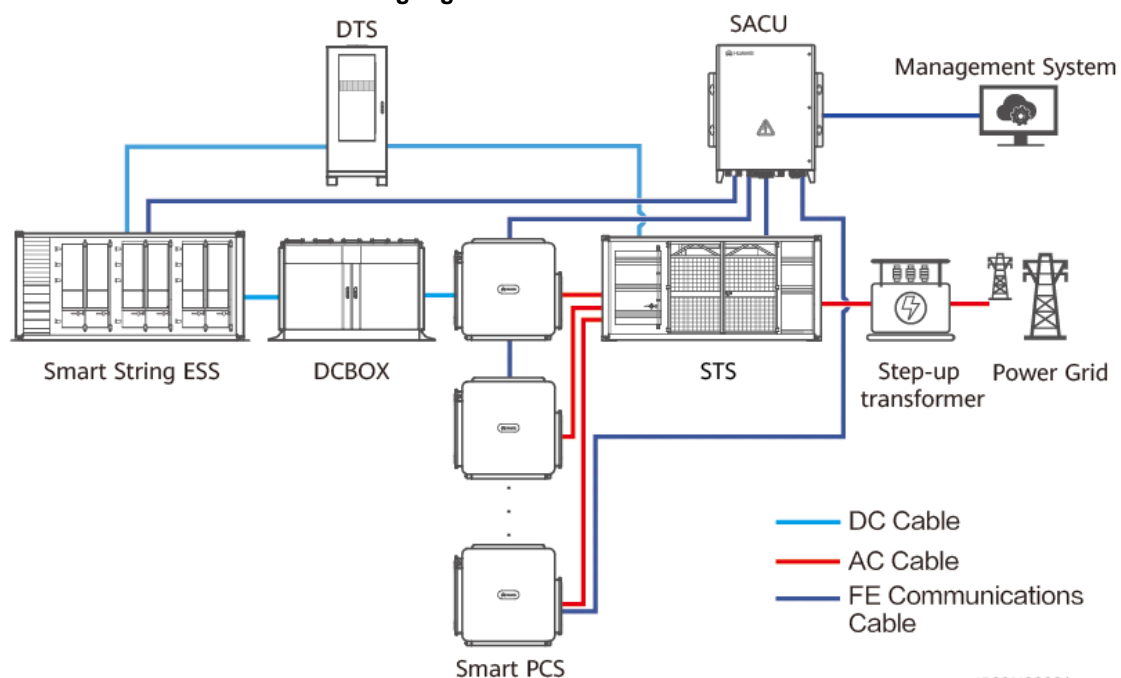 DTS
SACU
Management System
Smart String ESS
DCBOX
STS
Step-up
transformer
Power Grid
DC Cable
AC Cable
FE Communications
Cable
Smart PCS